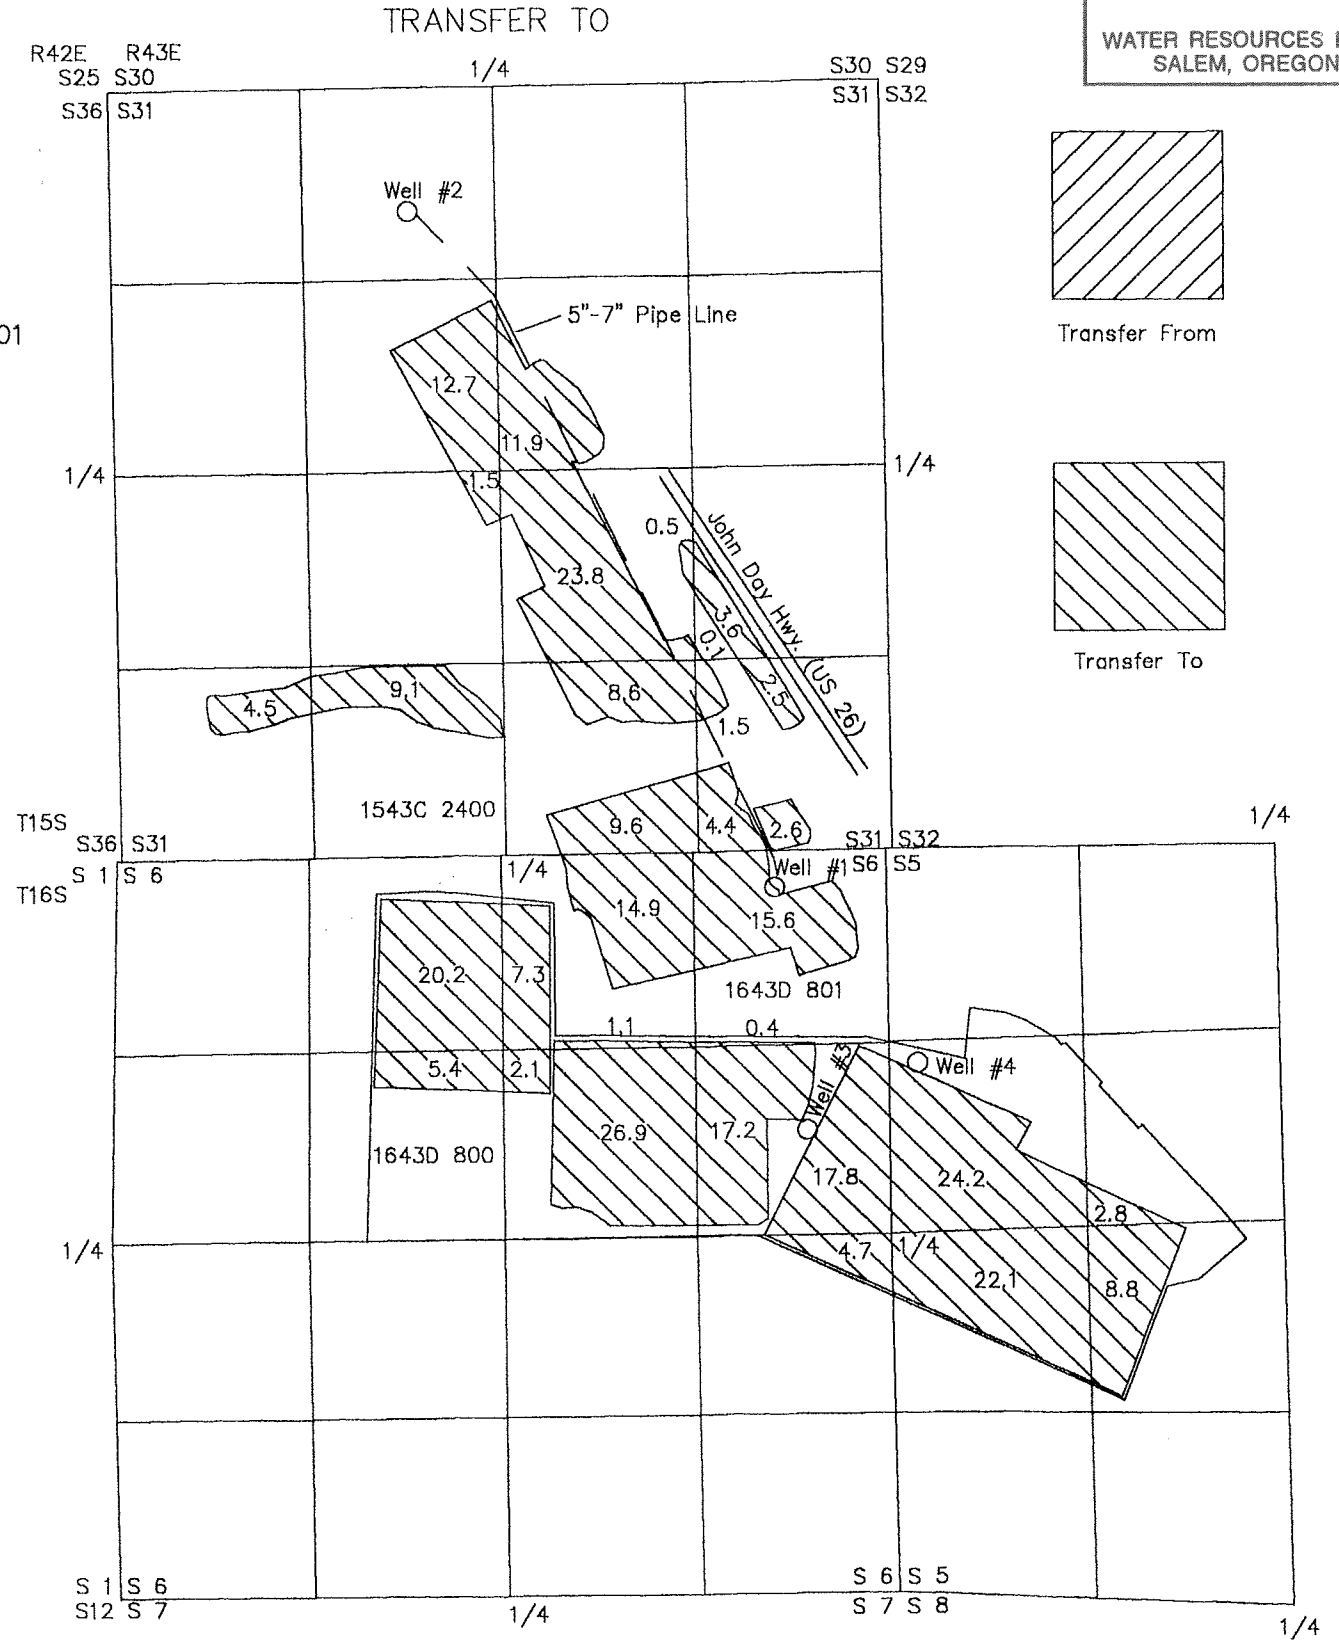 TRANSFER TO
WATER RESOURCES
SALEM, OREGON
R42E R43E
S25 S30
1/4
S30 S29
S36 S31
S31 S32
Well #2
5"-7" Pipe Line
01
Transfer From
12.7
11.9
1/4
1/4
1.5
0.5
John Day Hwy. (US 26)
23.8
3.6
0.1
Transfer To
4.5
9.1
8.6
2.5
1.5
1543C 2400
9.6
4.4
2.6
1/4
T15S
S36 S31
S31 S32
S 1 S 6
1/4
Well #1
S6 S5
T16S
14.9
15.6
20.2
7.3
1643D 801
1.1
0.4
5.4
2.1
Well #3
Well #4
26.9
17.2
1643D 800
17.8
24.2
2.8
1/4
4.7
1/4
22.1
8.8
S 1 S 6
S 6 S 5
S12 S 7
1/4
S 7 S 8
1/4